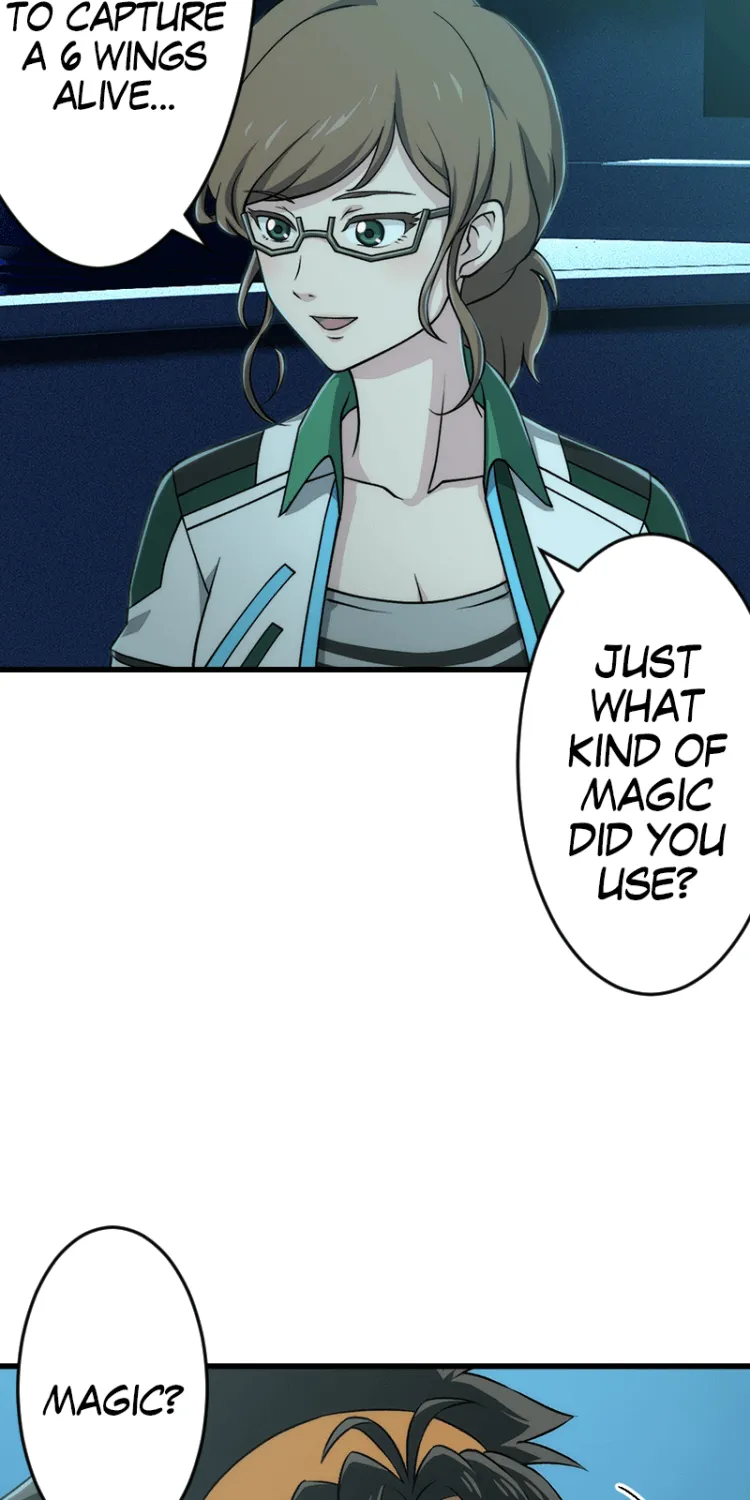 TO CAPTURE
A 6 WINGS
ALIVE...
JUST
WHAT
KIND OF
MAGIC
DID YOU
USE?
MAGIC?